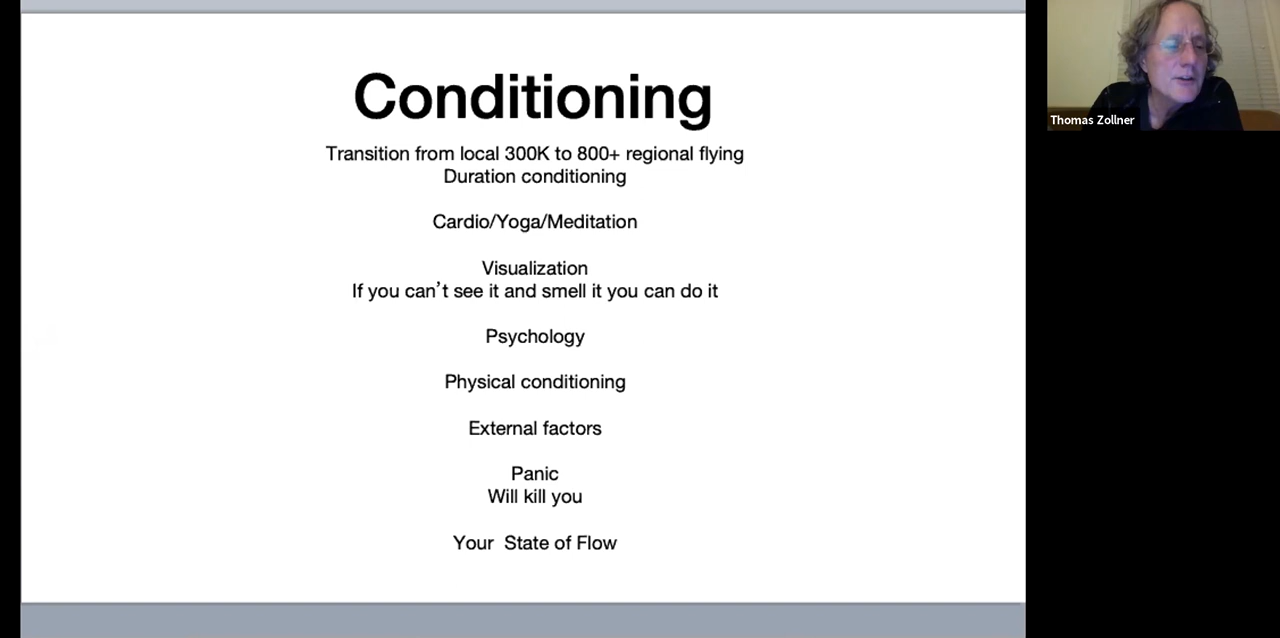 Conditioning
Transition from local 300K to 800+ regional flying
Duration conditioning
Cardio/Yoga/Meditation
Visualization
If you can’t see it and smell it you can do it
Psychology
Physical conditioning
External factors
Panic
Will kill you
Your  State of Flow
Thomas Zollner